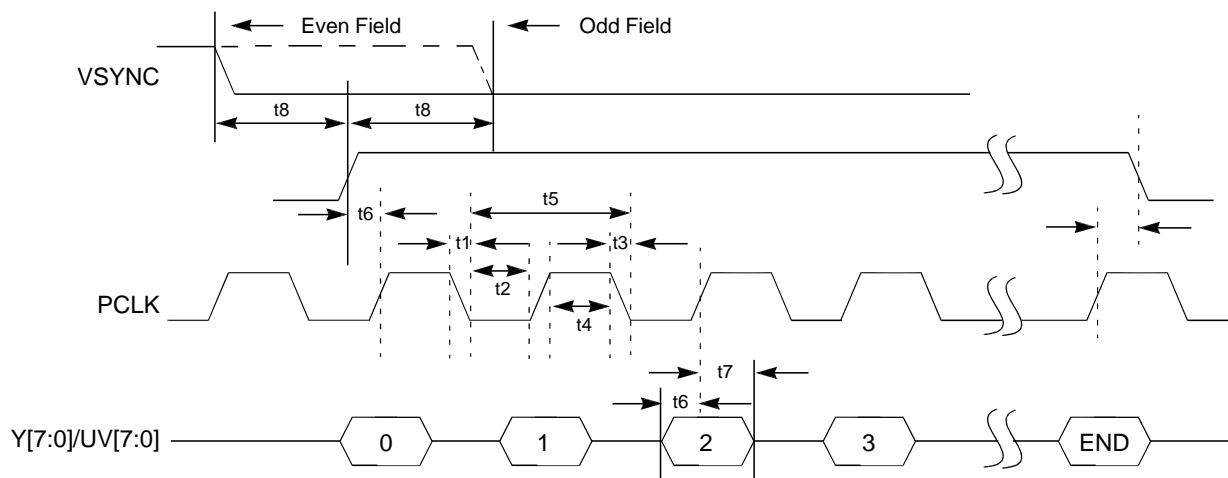 Even Field
Odd Field
VSYNC
t8
t8
t6
t5
t1
t3
t2
PCLK
t4
t7
t6
Y[7:0]/UV[7:0]
0
1
2
3
END